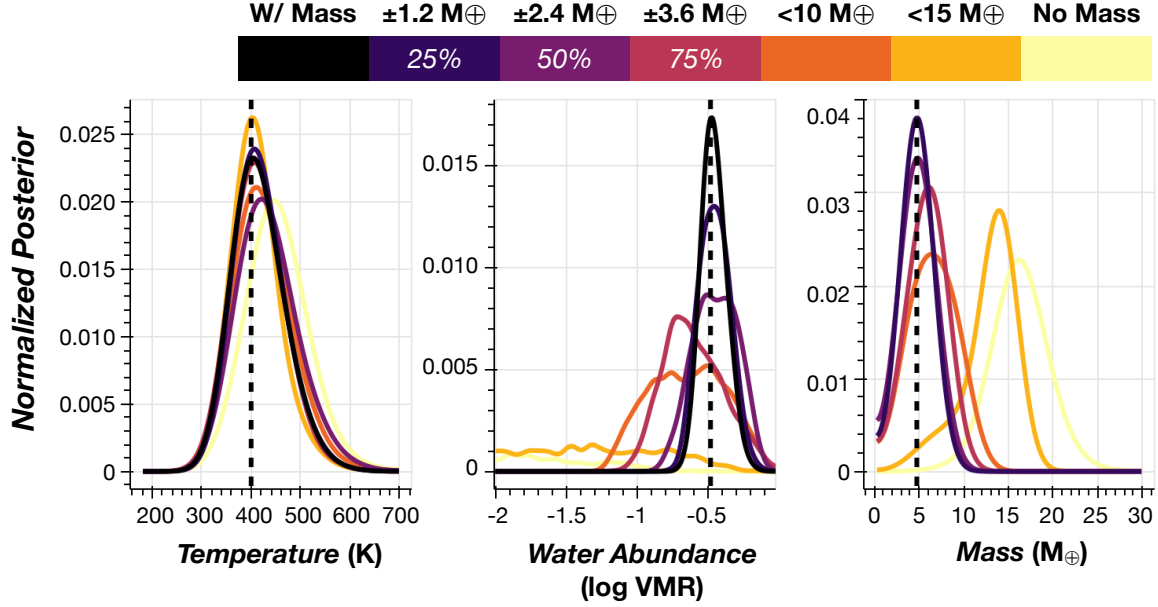 W/ Mass ±1.2 M⊕ ±2.4 M⊕ ±3.6 M⊕ <10 M⊕ <15 M⊕ No Mass
25% 50% 75%
Normalized Posterior
0.025
0.020
0.015
0.010
0.005
0
200 300 400 500 600 700
Temperature (K)
0.015
0.010
0.005
0
-2 -1.5 -1 -0.5
Water Abundance
(log VMR)
0.04
0.03
0.02
0.01
0
0 5 10 15 20 25 30
Mass (M⊕)